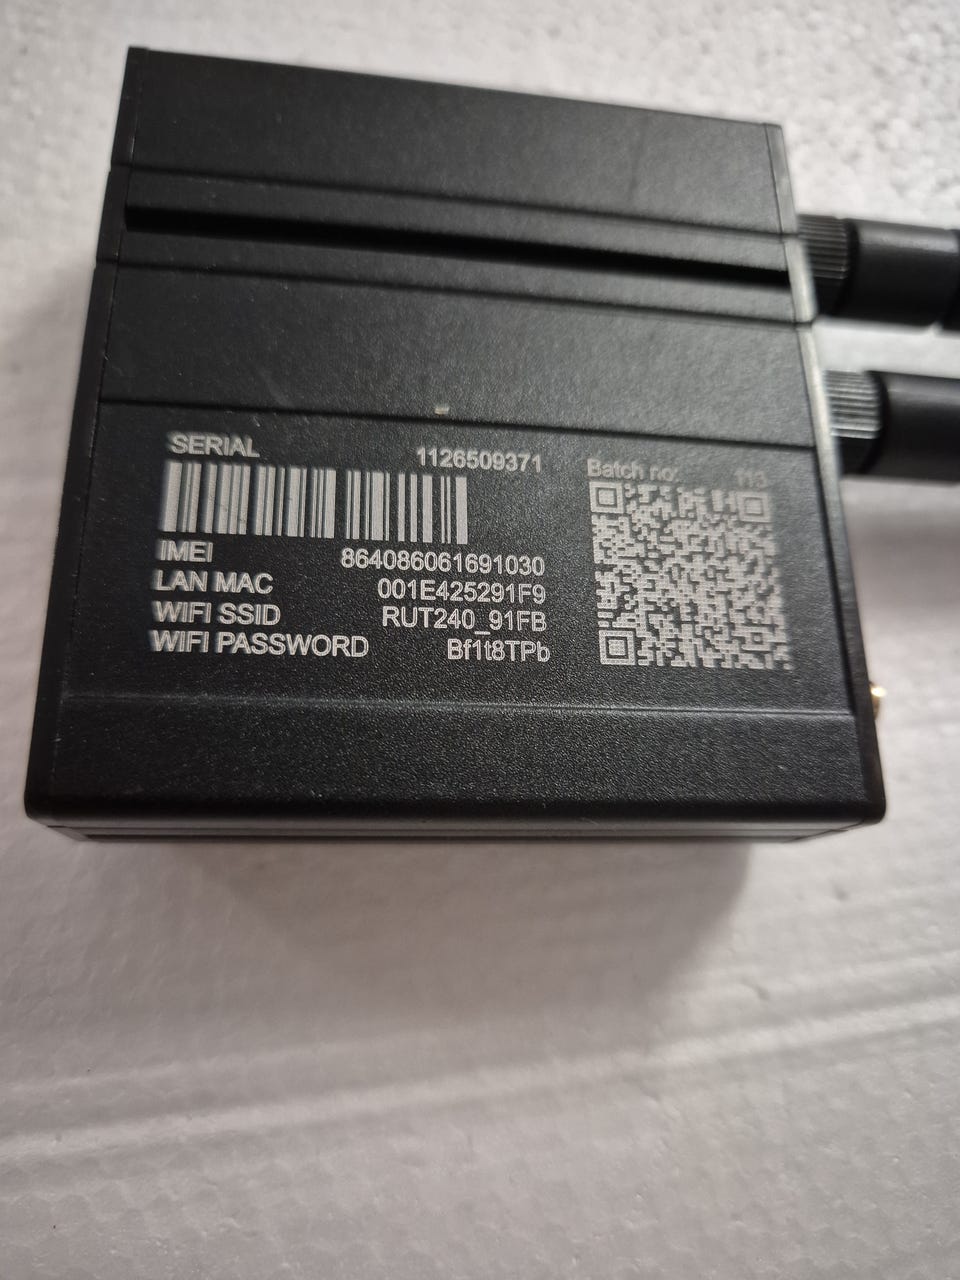 SERIAL 1126509371
Batch no: 113
IMEI 864086061691030
LAN MAC 001E425291F9
WIFI SSID RUT240_91FB
WIFI PASSWORD Bf1t8TPb